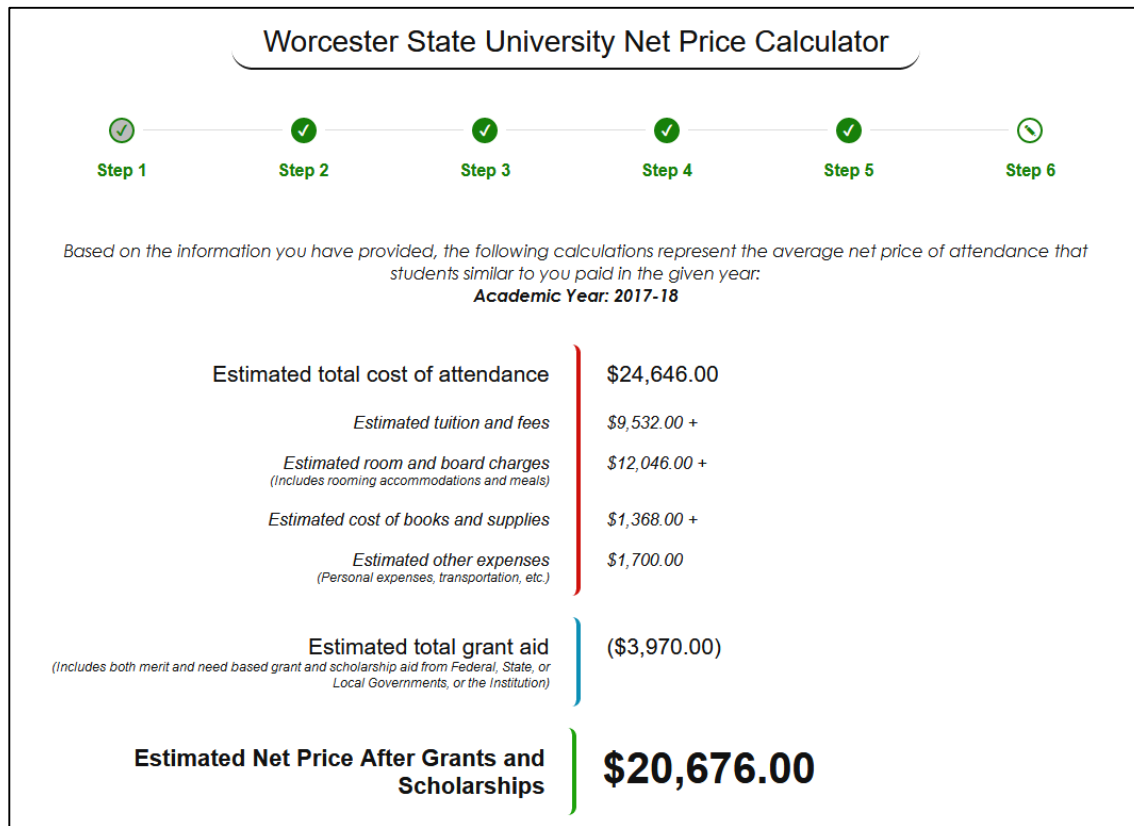 Worcester State University Net Price Calculator
Step 1
Step 2
Step 3
Step 4
Step 5
Step 6
Based on the information you have provided, the following calculations represent the average net price of attendance that
students similar to you paid in the given year:
Academic Year: 2017-18
Estimated total cost of attendance $24,646.00
Estimated tuition and fees $9,532.00 +
Estimated room and board charges $12,046.00 +
(Includes rooming accommodations and meals)
Estimated cost of books and supplies $1,368.00 +
Estimated other expenses $1,700.00
(Personal expenses, transportation, etc.)
Estimated total grant aid ($3,970.00)
(Includes both merit and need based grant and scholarship aid from Federal, State, or
Local Governments, or the Institution)
Estimated Net Price After Grants and
Scholarships $20,676.00